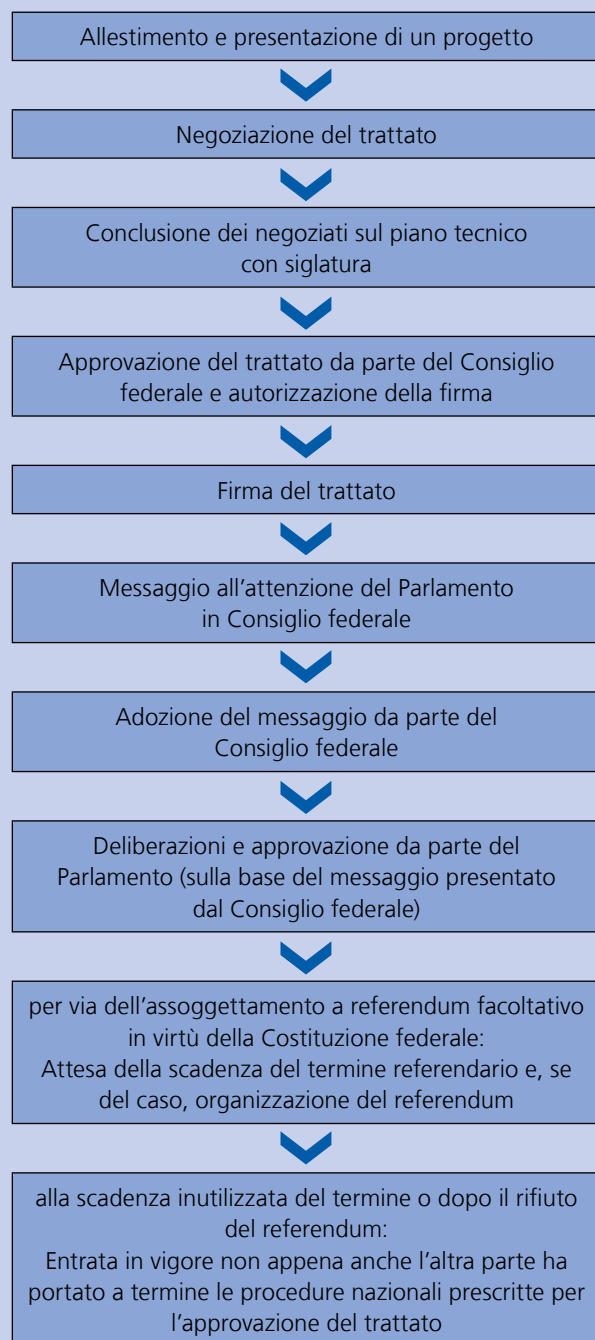 Allestimento e presentazione di un progetto
Negoziazione del trattato
Conclusione dei negoziati sul piano tecnico
con siglatura
Approvazione del trattato da parte del Consiglio
federale e autorizzazione della firma
Firma del trattato
Messaggio all’attenzione del Parlamento
in Consiglio federale
Adozione del messaggio da parte del
Consiglio federale
Deliberazioni e approvazione da parte del
Parlamento (sulla base del messaggio presentato
dal Consiglio federale)
per via dell’assoggettamento a referendum facoltativo
in virtù della Costituzione federale:
Attesa della scadenza del termine referendario e, se
del caso, organizzazione del referendum
alla scadenza inutilizzata del termine o dopo il rifiuto
del referendum:
Entrata in vigore non appena anche l’altra parte ha
portato a termine le procedure nazionali prescritte per
l’approvazione del trattato